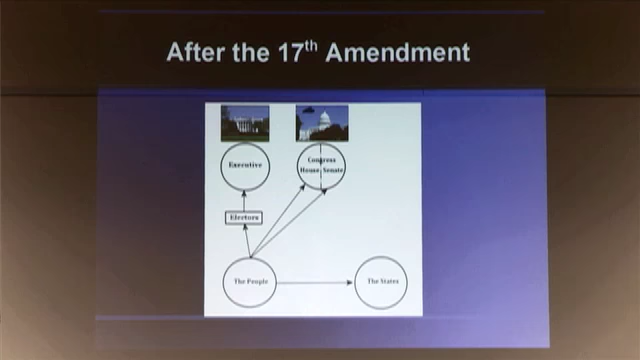 After the 17th Amendment
Executive
Congress
House Senate
Electors
The People
The States